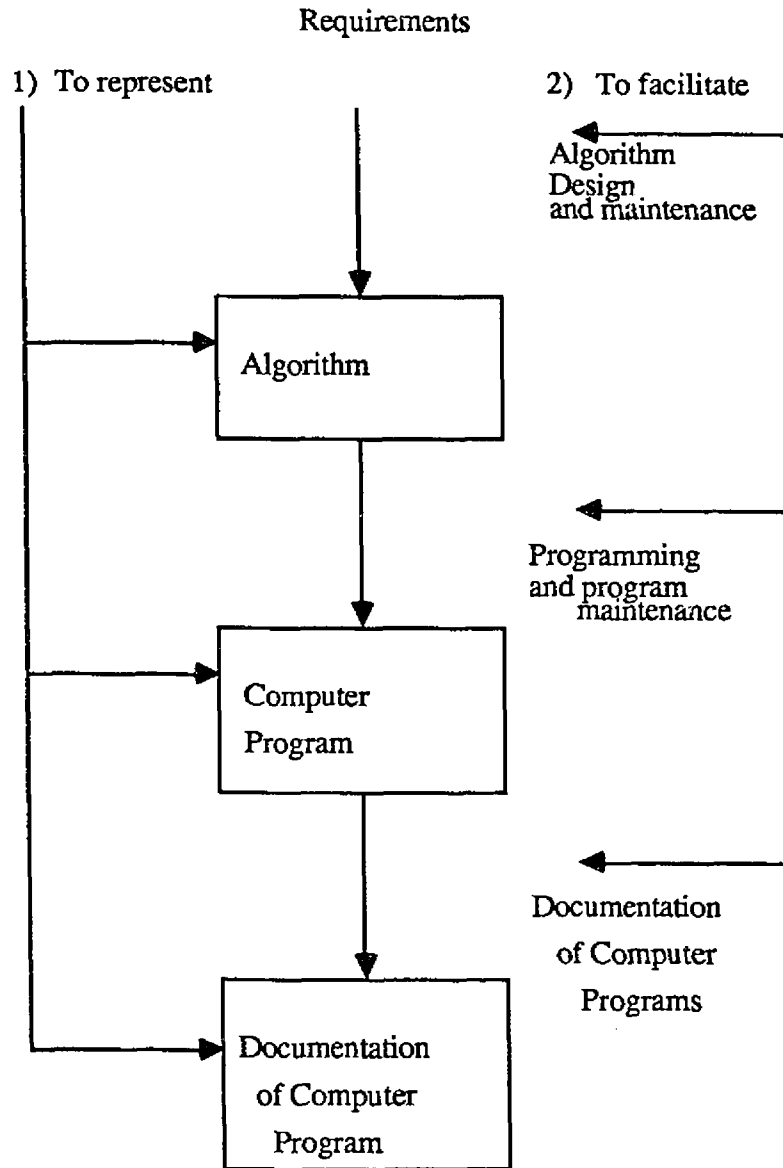 Requirements
1) To represent
2) To facilitate
Algorithm
Design
and maintenance
Algorithm
Programming
and program
maintenance
Computer
Program
Documentation
of Computer
Programs
Documentation
of Computer
Program